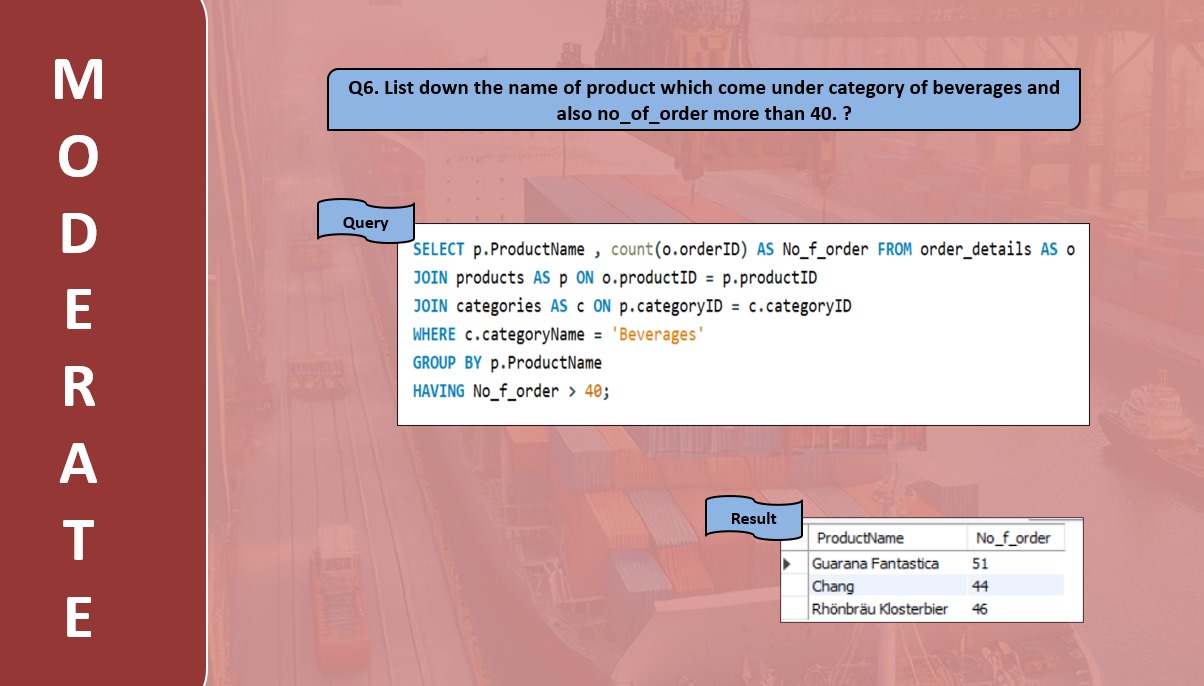 M
O
D
E
R
A
T
E
Q6. List down the name of product which come under category of beverages and
also no_of_order more than 40. ?
Query
SELECT p.ProductName , count(o.orderID) AS No_f_order FROM order_details AS o
JOIN products AS p ON o.productID = p.productID
JOIN categories AS c ON p.categoryID = c.categoryID
WHERE c.categoryName = 'Beverages'
GROUP BY p.ProductName
HAVING No_f_order > 40;
Result
ProductName No_f_order
Guarana Fantastica 51
Chang 44
Rhönbräu Klosterbier 46